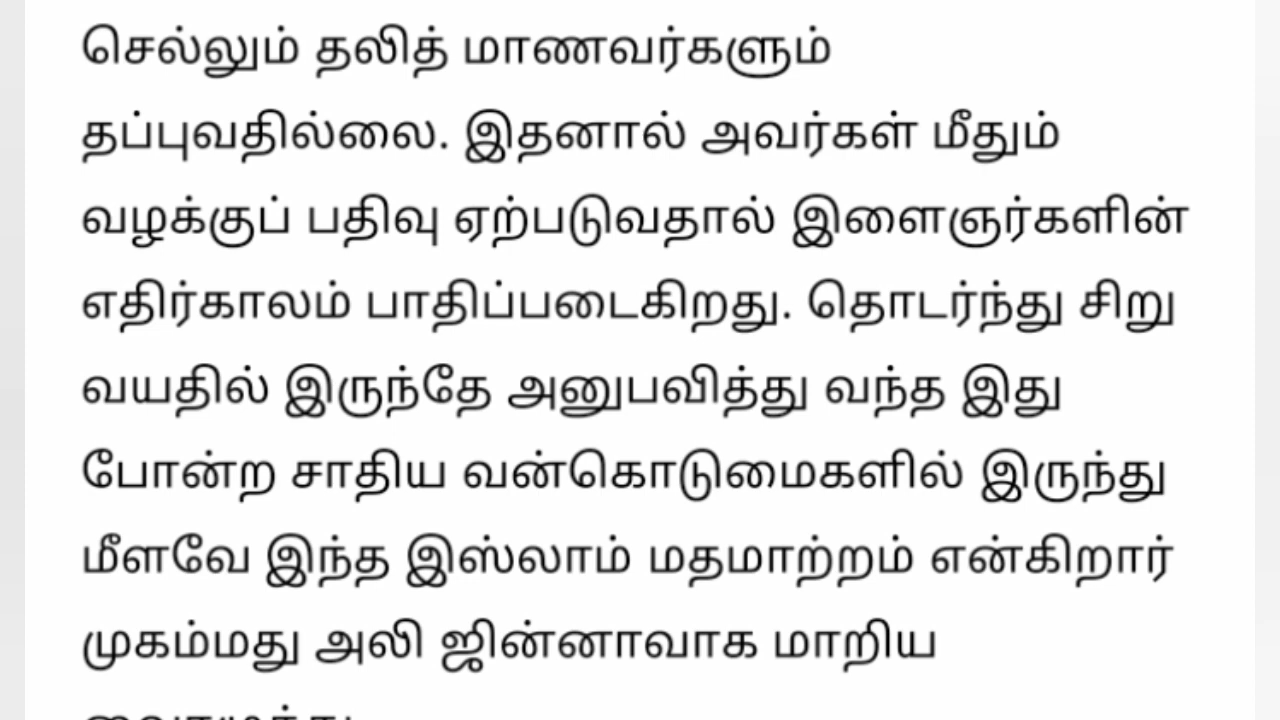 செல்லும் தலித் மாணவர்களும்
தப்புவதில்லை. இதனால் அவர்கள் மீதும்
வழக்குப் பதிவு ஏற்படுவதால் இளைஞர்களின்
எதிர்காலம் பாதிப்படைகிறது. தொடர்ந்து சிறு
வயதில் இருந்தே அனுபவித்து வந்த இது
போன்ற சாதிய வன்கொடுமைகளில் இருந்து
மீளவே இந்த இஸ்லாம் மதமாற்றம் என்கிறார்
முகம்மது அலி ஜின்னாவாக மாறிய